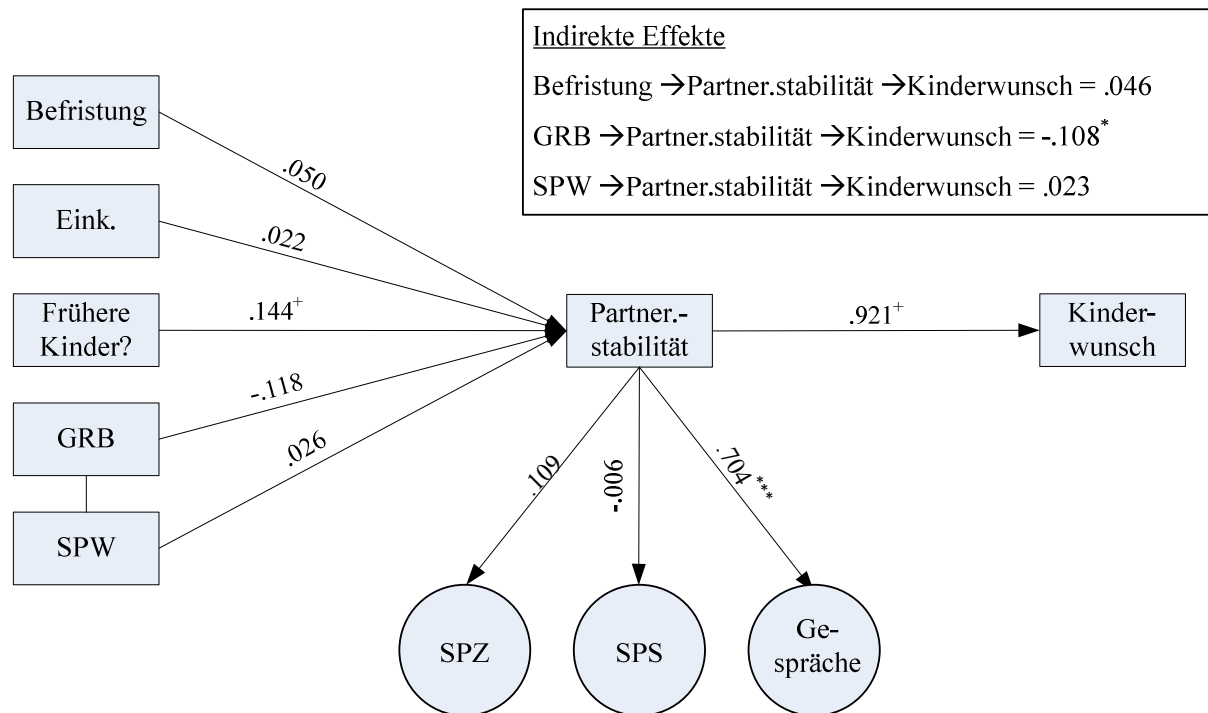 Indirekte Effekte
Befristung →Partner.stabilität →Kinderwunsch = .046
GRB →Partner.stabilität →Kinderwunsch = -.108*
SPW →Partner.stabilität →Kinderwunsch = .023
Befristung
.050
Eink.
.022
Frühere
Kinder?
.144+
GRB
-.118
SPW
.026
Partner.-
stabilität
.921+
Kinder-
wunsch
.109
-.006
.704***
SPZ
SPS
Ge-
spräche